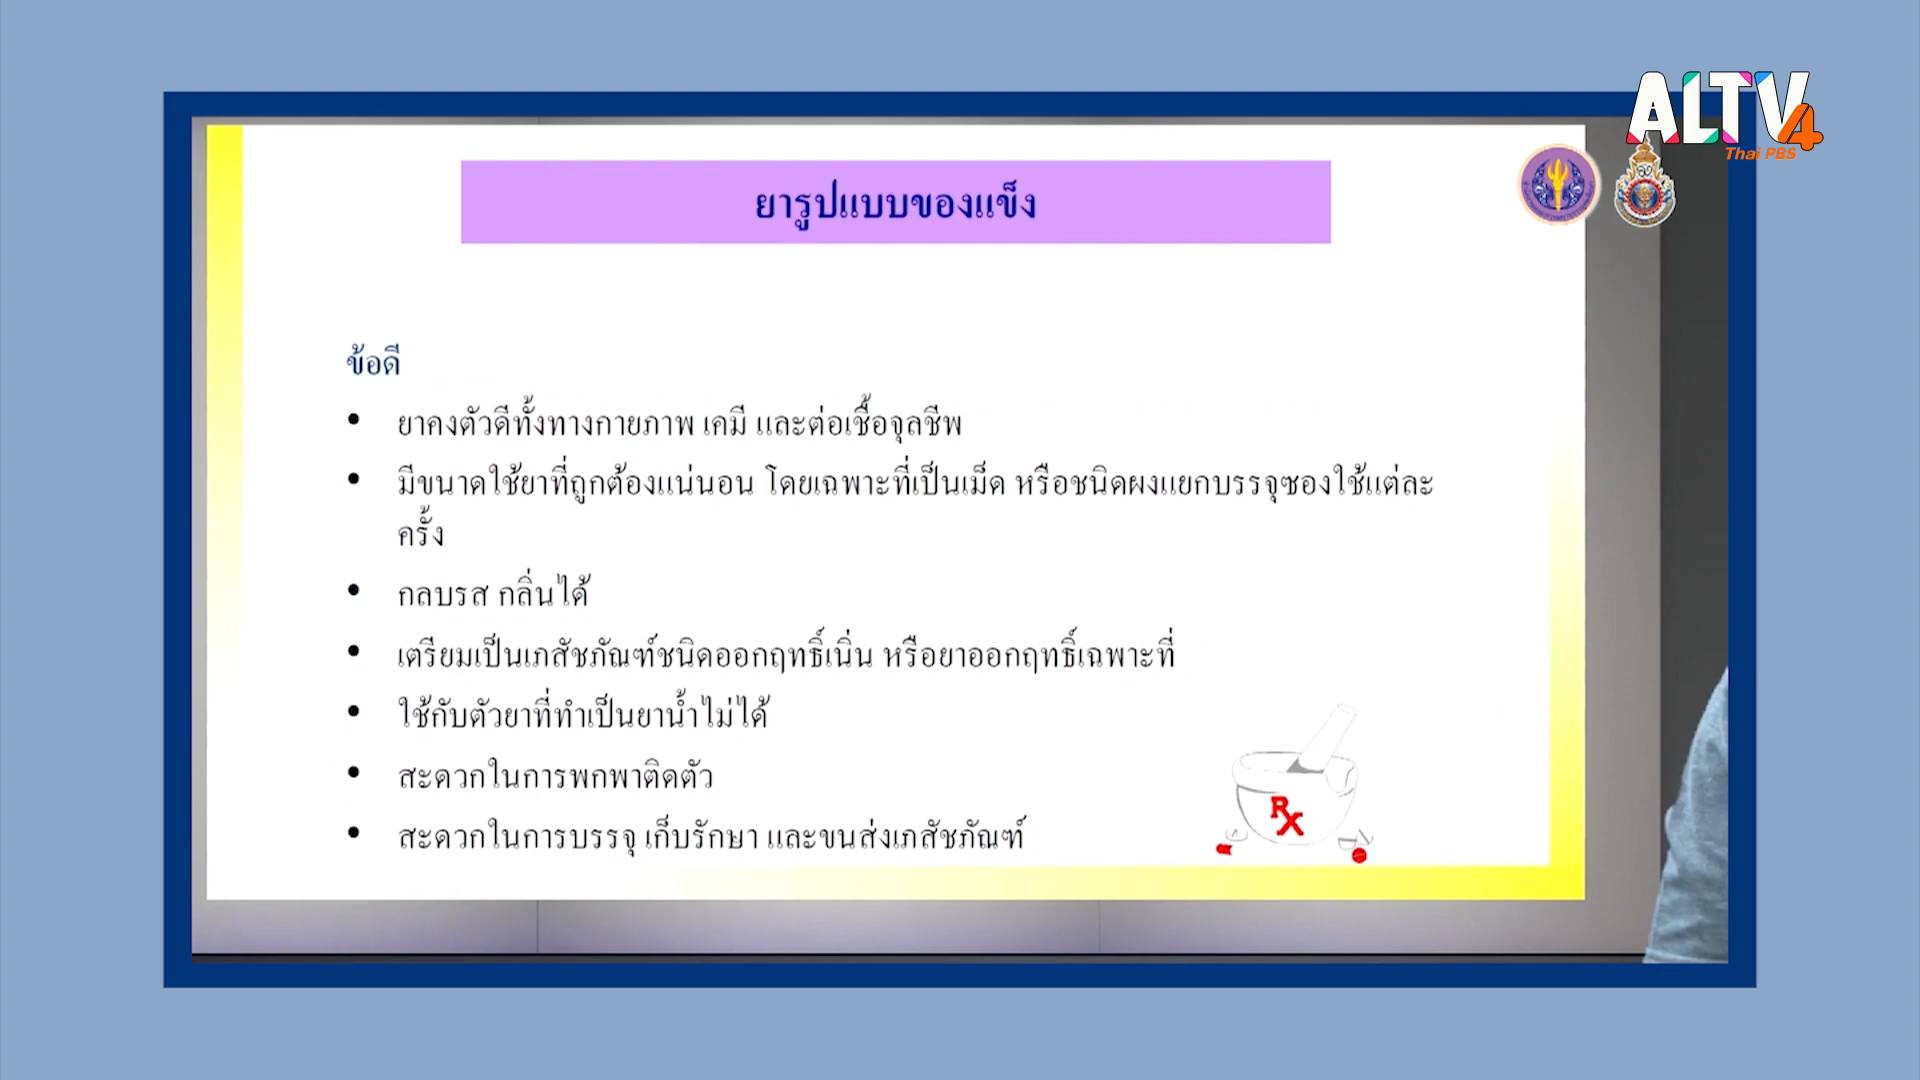 ALTV4
Thai PBS
ยารูปแบบของแข็ง
ข้อดี
• ยาคงตัวดีทั้งทางกายภาพ เคมี และต่อเชื้อจุลชีพ
• มีขนาดใช้ยาที่ถูกต้องแน่นอน โดยเฉพาะที่เป็นเม็ด หรือชนิดผงแยกบรรจุซองใช้แต่ละ
ครั้ง
• กลบรส กลิ่นได้
• เตรียมเป็นเภสัชภัณฑ์ชนิดออกฤทธิ์เนิ่น หรือยาออกฤทธิ์เฉพาะที่
• ใช้กับตัวยาที่ทำเป็นยาน้ำไม่ได้
• สะดวกในการพกพาติดตัว
• สะดวกในการบรรจุ เก็บรักษา และขนส่งเภสัชภัณฑ์
RX